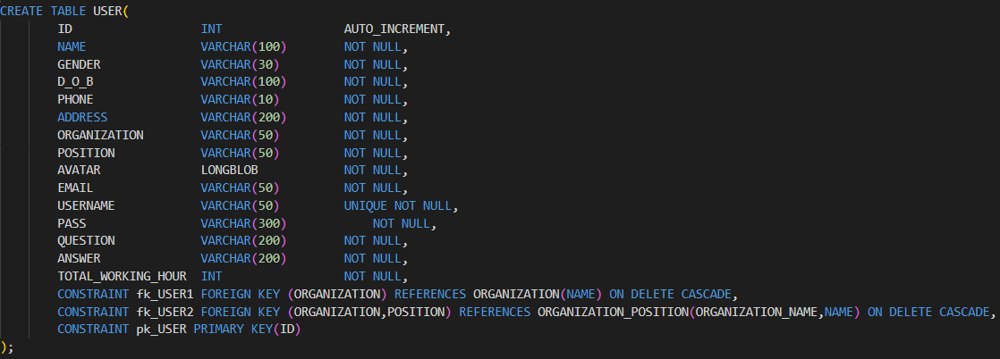 CREATE TABLE USER(
ID INT AUTO_INCREMENT,
NAME VARCHAR(100) NOT NULL,
GENDER VARCHAR(30) NOT NULL,
D_O_B VARCHAR(100) NOT NULL,
PHONE VARCHAR(10) NOT NULL,
ADDRESS VARCHAR(200) NOT NULL,
ORGANIZATION VARCHAR(50) NOT NULL,
POSITION VARCHAR(50) NOT NULL,
AVATAR LONGBLOB NOT NULL,
EMAIL VARCHAR(50) NOT NULL,
USERNAME VARCHAR(50) UNIQUE NOT NULL,
PASS VARCHAR(300) NOT NULL,
QUESTION VARCHAR(200) NOT NULL,
ANSWER VARCHAR(200) NOT NULL,
TOTAL_WORKING_HOUR INT NOT NULL,
CONSTRAINT fk_USER1 FOREIGN KEY (ORGANIZATION) REFERENCES ORGANIZATION(NAME) ON DELETE CASCADE,
CONSTRAINT fk_USER2 FOREIGN KEY (ORGANIZATION,POSITION) REFERENCES ORGANIZATION_POSITION(ORGANIZATION_NAME,NAME) ON DELETE CASCADE,
CONSTRAINT pk_USER PRIMARY KEY(ID)
);